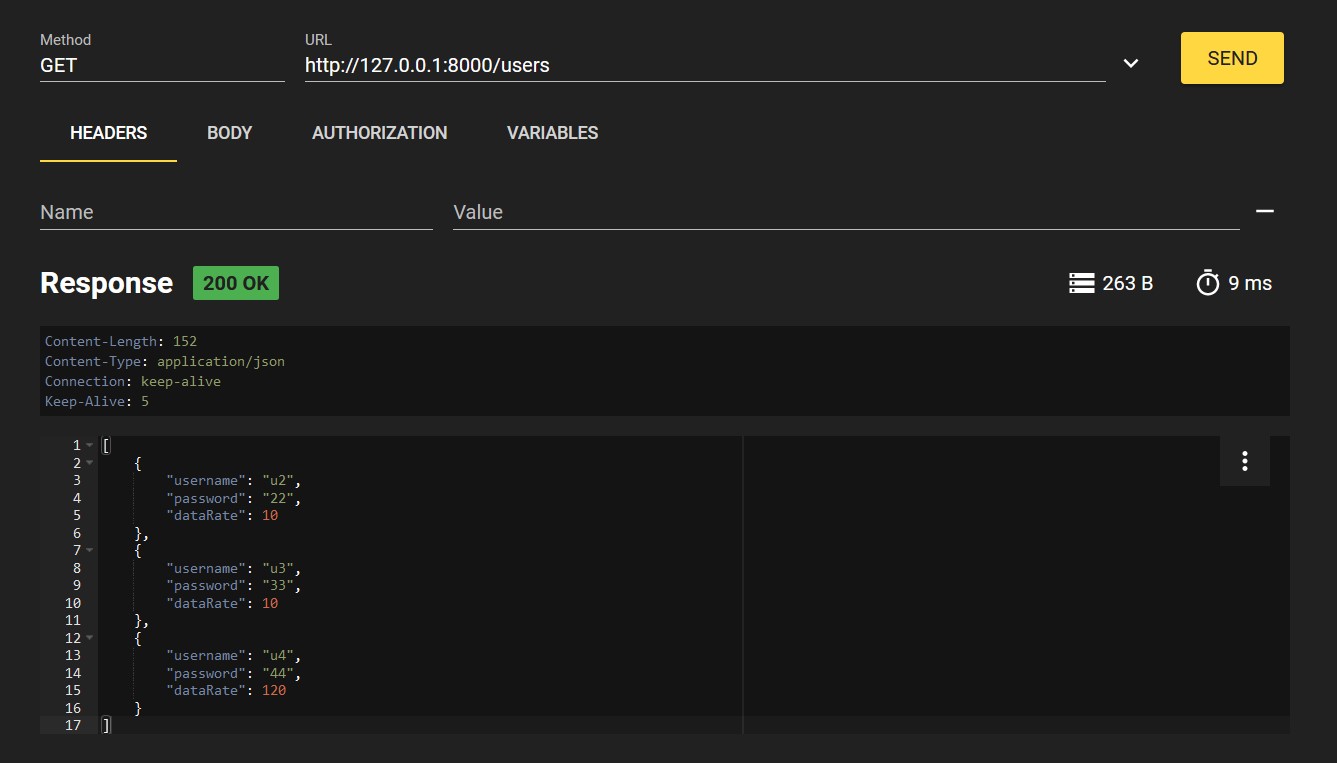 Method
GET
URL
http://127.0.0.1:8000/users
SEND
HEADERS BODY AUTHORIZATION VARIABLES
Name Value
Response 200 OK 263 B 9 ms
Content-Length: 152
Content-Type: application/json
Connection: keep-alive
Keep-Alive: 5
1 [
2 {
3 "username": "u2",
4 "password": "22",
5 "dataRate": 10
6 },
7 {
8 "username": "u3",
9 "password": "33",
10 "dataRate": 10
11 },
12 {
13 "username": "u4",
14 "password": "44",
15 "dataRate": 120
16 }
17 ]